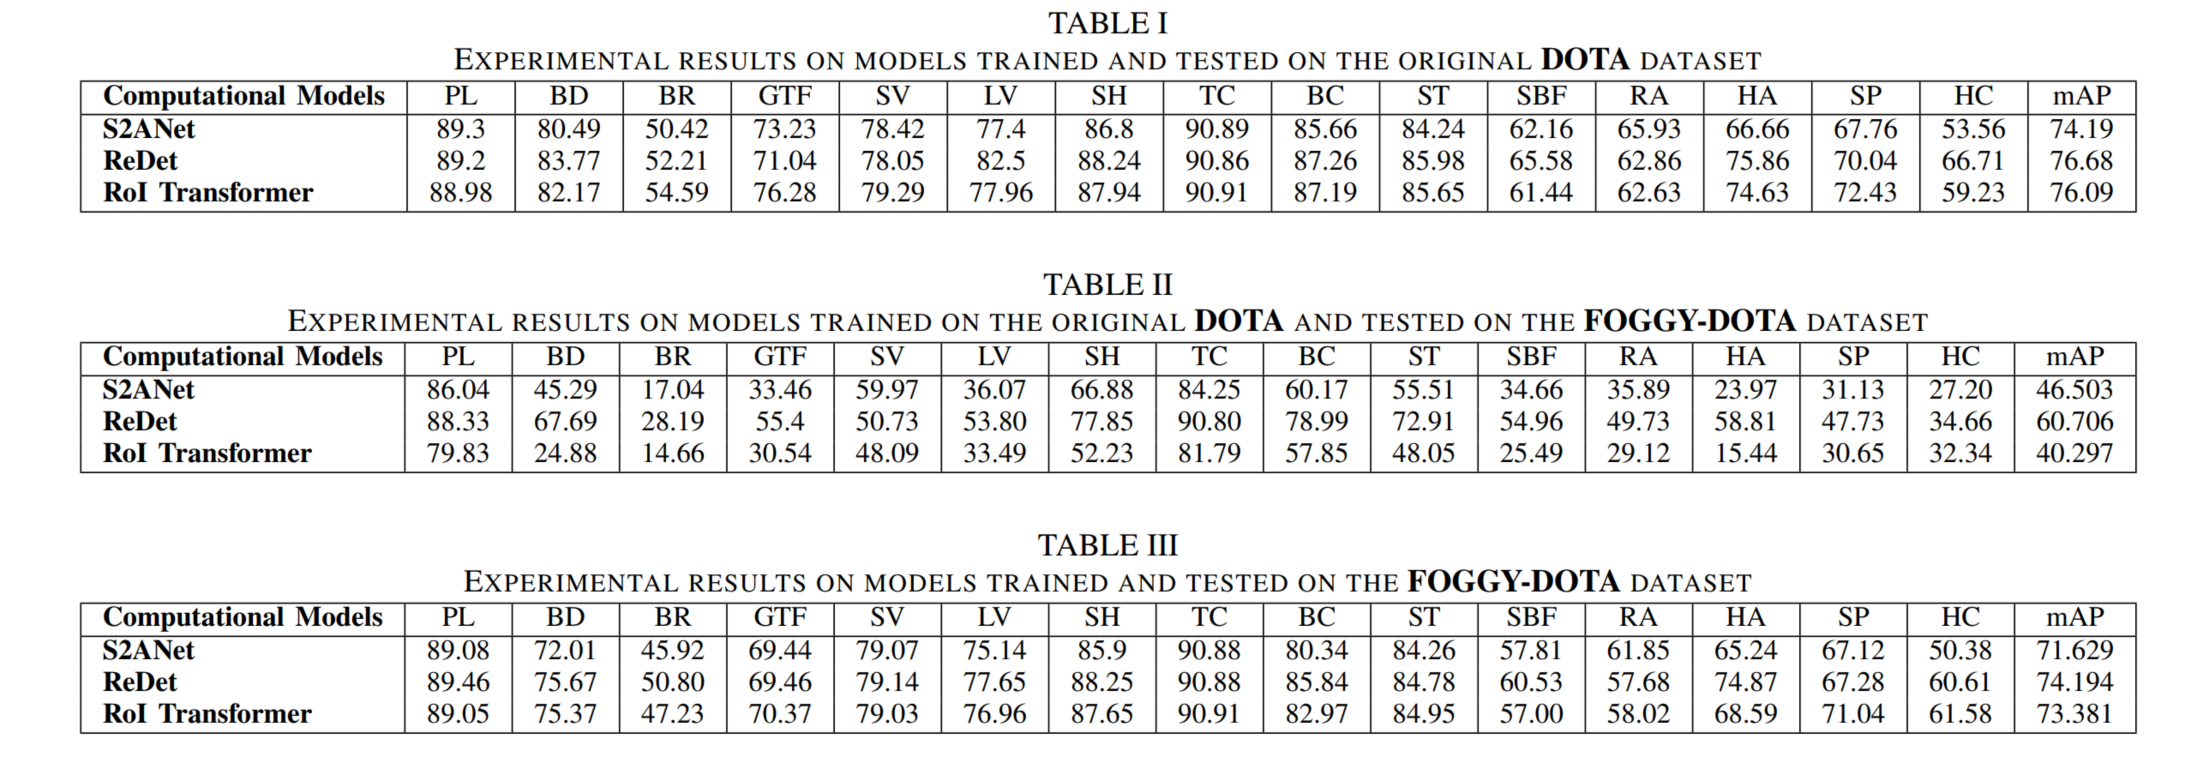 TABLE I
EXPERIMENTAL RESULTS ON MODELS TRAINED AND TESTED ON THE ORIGINAL DOTA DATASET
Computational Models PL BD BR GTF SV LV SH TC BC ST SBF RA HA SP HC mAP
S2ANet 89.3 80.49 50.42 73.23 78.42 77.4 86.8 90.89 85.66 84.24 62.16 65.93 66.66 67.76 53.56 74.19
ReDet 89.2 83.77 52.21 71.04 78.05 82.5 88.24 90.86 87.26 85.98 65.58 62.86 75.86 70.04 66.71 76.68
RoI Transformer 88.98 82.17 54.59 76.28 79.29 77.96 87.94 90.91 87.19 85.65 61.44 62.63 74.63 72.43 59.23 76.09
TABLE II
EXPERIMENTAL RESULTS ON MODELS TRAINED ON THE ORIGINAL DOTA AND TESTED ON THE FOGGY-DOTA DATASET
Computational Models PL BD BR GTF SV LV SH TC BC ST SBF RA HA SP HC mAP
S2ANet 86.04 45.29 17.04 33.46 59.97 36.07 66.88 84.25 60.17 55.51 34.66 35.89 23.97 31.13 27.20 46.503
ReDet 88.33 67.69 28.19 55.4 50.73 53.80 77.85 90.80 78.99 72.91 54.96 49.73 58.81 47.73 34.66 60.706
RoI Transformer 79.83 24.88 14.66 30.54 48.09 33.49 52.23 81.79 57.85 48.05 25.49 29.12 15.44 30.65 32.34 40.297
TABLE III
EXPERIMENTAL RESULTS ON MODELS TRAINED AND TESTED ON THE FOGGY-DOTA DATASET
Computational Models PL BD BR GTF SV LV SH TC BC ST SBF RA HA SP HC mAP
S2ANet 89.08 72.01 45.92 69.44 79.07 75.14 85.9 90.88 80.34 84.26 57.81 61.85 65.24 67.12 50.38 71.629
ReDet 89.46 75.67 50.80 69.46 79.14 77.65 88.25 90.88 85.84 84.78 60.53 57.68 74.87 67.28 60.61 74.194
RoI Transformer 89.05 75.37 47.23 70.37 79.03 76.96 87.65 90.91 82.97 84.95 57.00 58.02 68.59 71.04 61.58 73.381